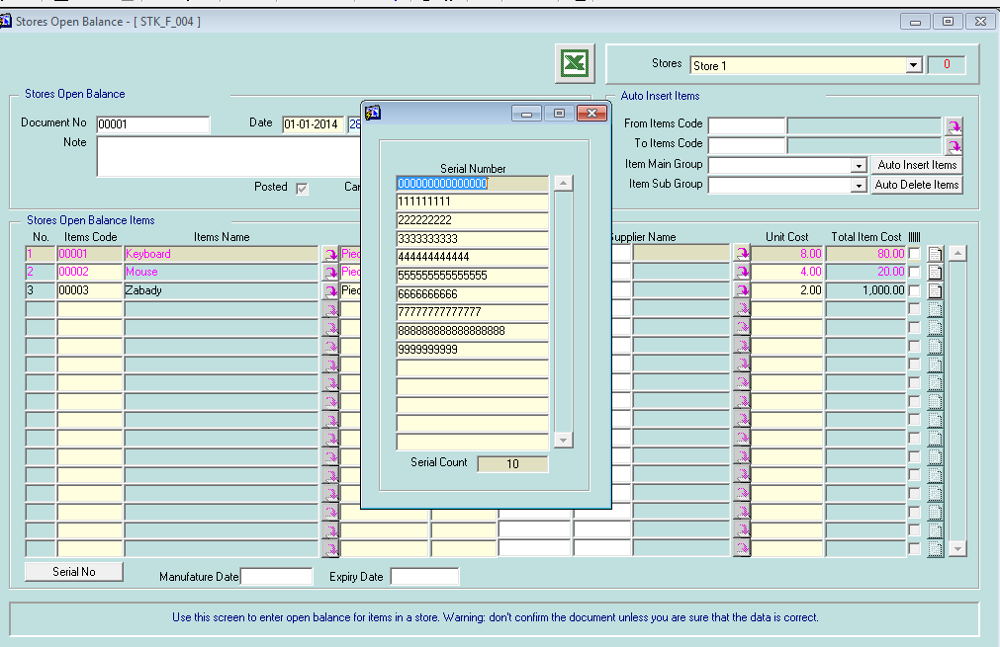 Stores Open Balance - [ STK_F_004 ]
Stores Store 1 0
Stores Open Balance
Document No 00001 Date 01-01-2014 28
Note
Posted Can
Auto Insert Items
From Items Code
To Items Code
Item Main Group Auto Insert Items
Item Sub Group Auto Delete Items
Stores Open Balance Items
No. Items Code Items Name Supplier Name Unit Cost Total Item Cost
1 00001 Keyboard Piec 8.00 80.00
2 00002 Mouse Piec 4.00 20.00
3 00003 Zabady Piec 2.00 1,000.00
Serial Number
000000000000000
111111111
222222222
3333333333
444444444444
55555555555555
6666666666
77777777777777
888888888888888888
9999999999
Serial Count 10
Serial No Manufature Date Expiry Date
Use this screen to enter open balance for items in a store. Warning: don't confirm the document unless you are sure that the data is correct.